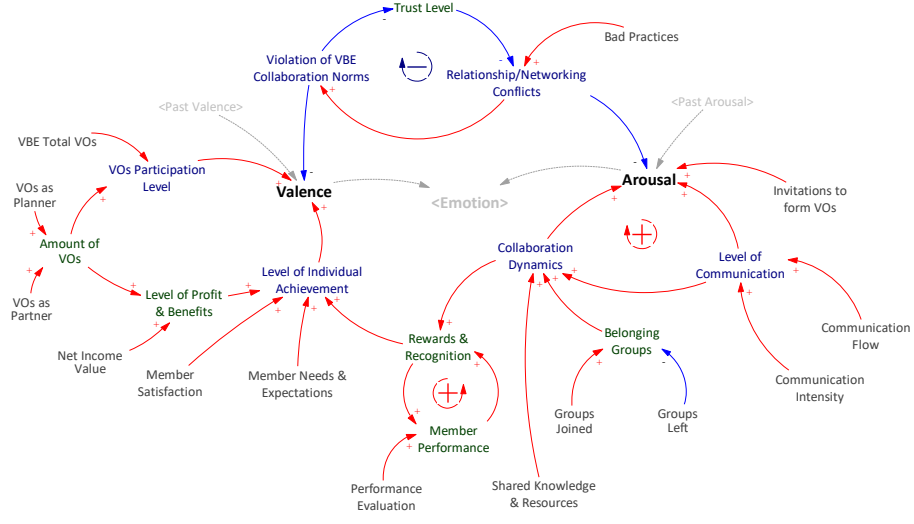 Trust Level
Bad Practices
Violation of VBE
Collaboration Norms
Relationship/Networking
Conflicts
<Past Valence>
<Past Arousal>
VBE Total VOs
VOs Participation
Level
Valence
Arousal
<Emotion>
VOs as
Planner
Invitations to
form VOs
Amount of
VOs
Collaboration
Dynamics
Level of
Communication
Level of Individual
Achievement
VOs as
Partner
Level of Profit
& Benefits
Communication
Flow
Rewards &
Recognition
Belonging
Groups
Net Income
Value
Member
Satisfaction
Member Needs &
Expectations
Communication
Intensity
Groups
Joined
Groups
Left
Member
Performance
Performance
Evaluation
Shared Knowledge
& Resources